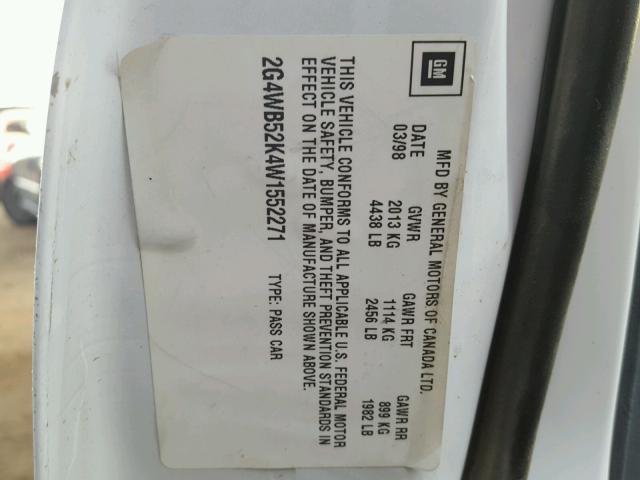 GM
MFD BY GENERAL MOTORS OF CANADA LTD.
DATE GVWR GAWR FRT GAWR RR
03/98 2013 KG 1114 KG 899 KG
4438 LB 2456 LB 1982 LB
THIS VEHICLE CONFORMS TO ALL APPLICABLE U.S. FEDERAL MOTOR
VEHICLE SAFETY, BUMPER, AND THEFT PREVENTION STANDARDS IN
EFFECT ON THE DATE OF MANUFACTURE SHOWN ABOVE.
2G4WB52K4W1552271 TYPE: PASS CAR